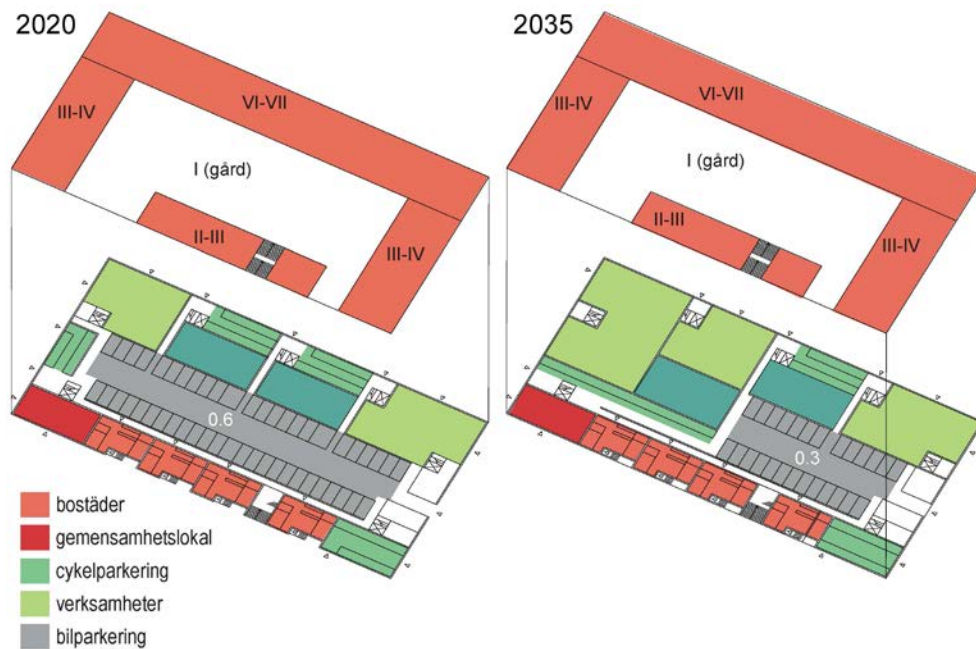 2020
VI-VII
III-IV
I (gård)
II-III
III-IV
0.6
2035
VI-VII
III-IV
I (gård)
II-III
III-IV
0.3
bostäder
gemensamhetslokal
cykelparkering
verksamheter
bilparkering